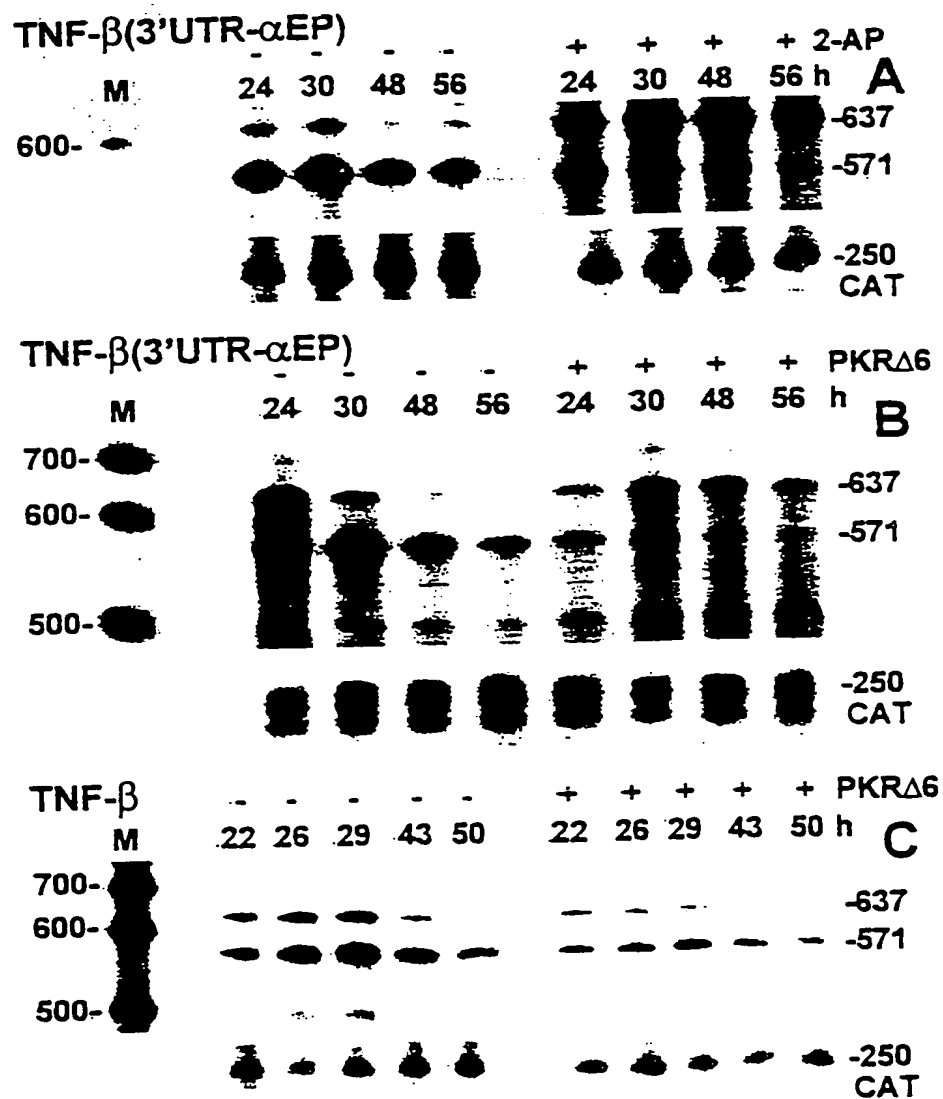 TNF-β(3'UTR-αEP)
- - - - + + + + 2-AP
M 24 30 48 56 24 30 48 56 h A
-637
600-
-571
-250
CAT
TNF-β(3'UTR-αEP)
- - - - + + + + PKRΔ6
M 24 30 48 56 24 30 48 56 h B
700-
-637
600-
-571
500-
-250
CAT
TNF-β - - - - - + + + + + PKRΔ6
M 22 26 29 43 50 22 26 29 43 50 h C
700-
-637
600-
-571
500-
-250
CAT